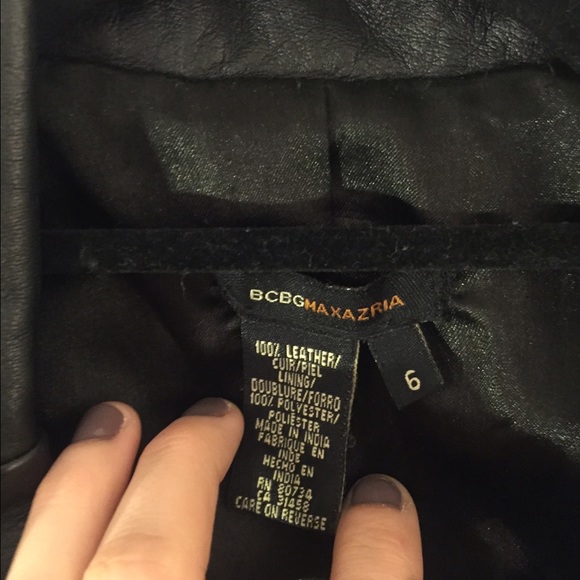 BCBGMAXAZRIA
100% LEATHER/
CUIR/PIEL
LINING/
DOUBLURE/FORRO
100% POLYESTER/
POLIESTER
MADE IN INDIA
FABRIQUE EN
INDE
HECHO EN
INDIA
RN 80734
CA 31458
CARE ON REVERSE
6